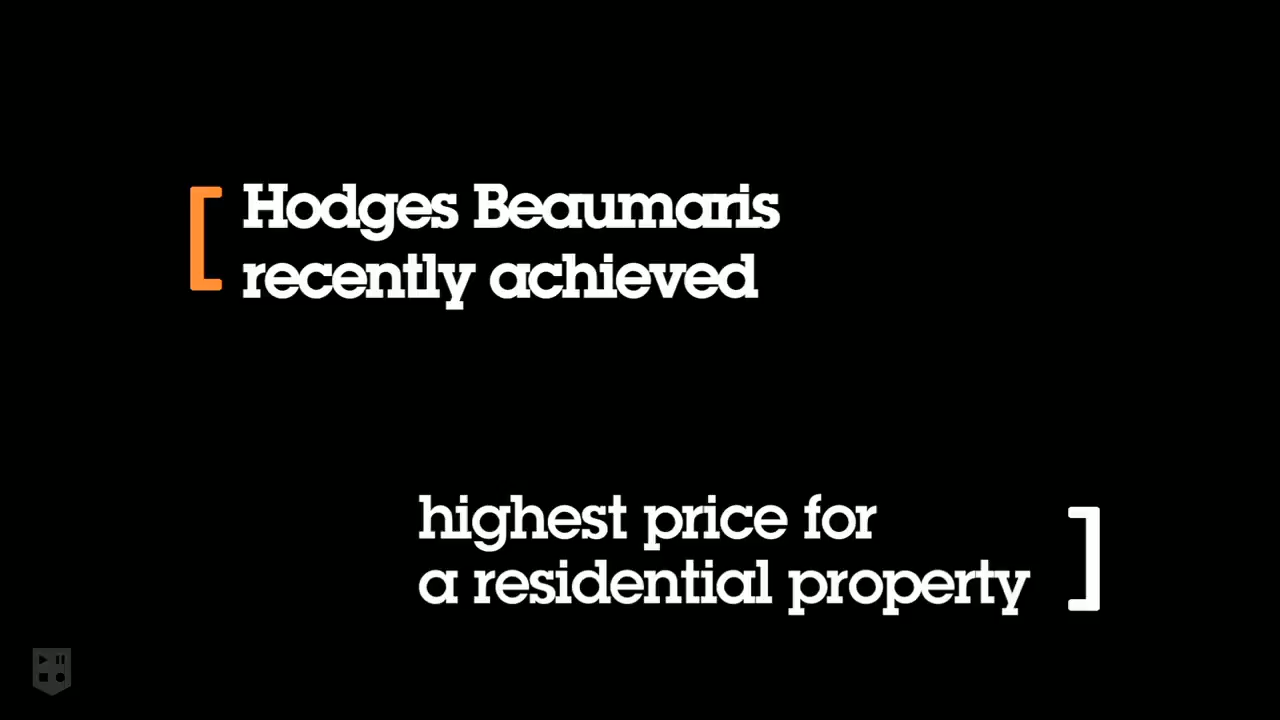 Hodges Beaumaris
recently achieved
highest price for
a residential property